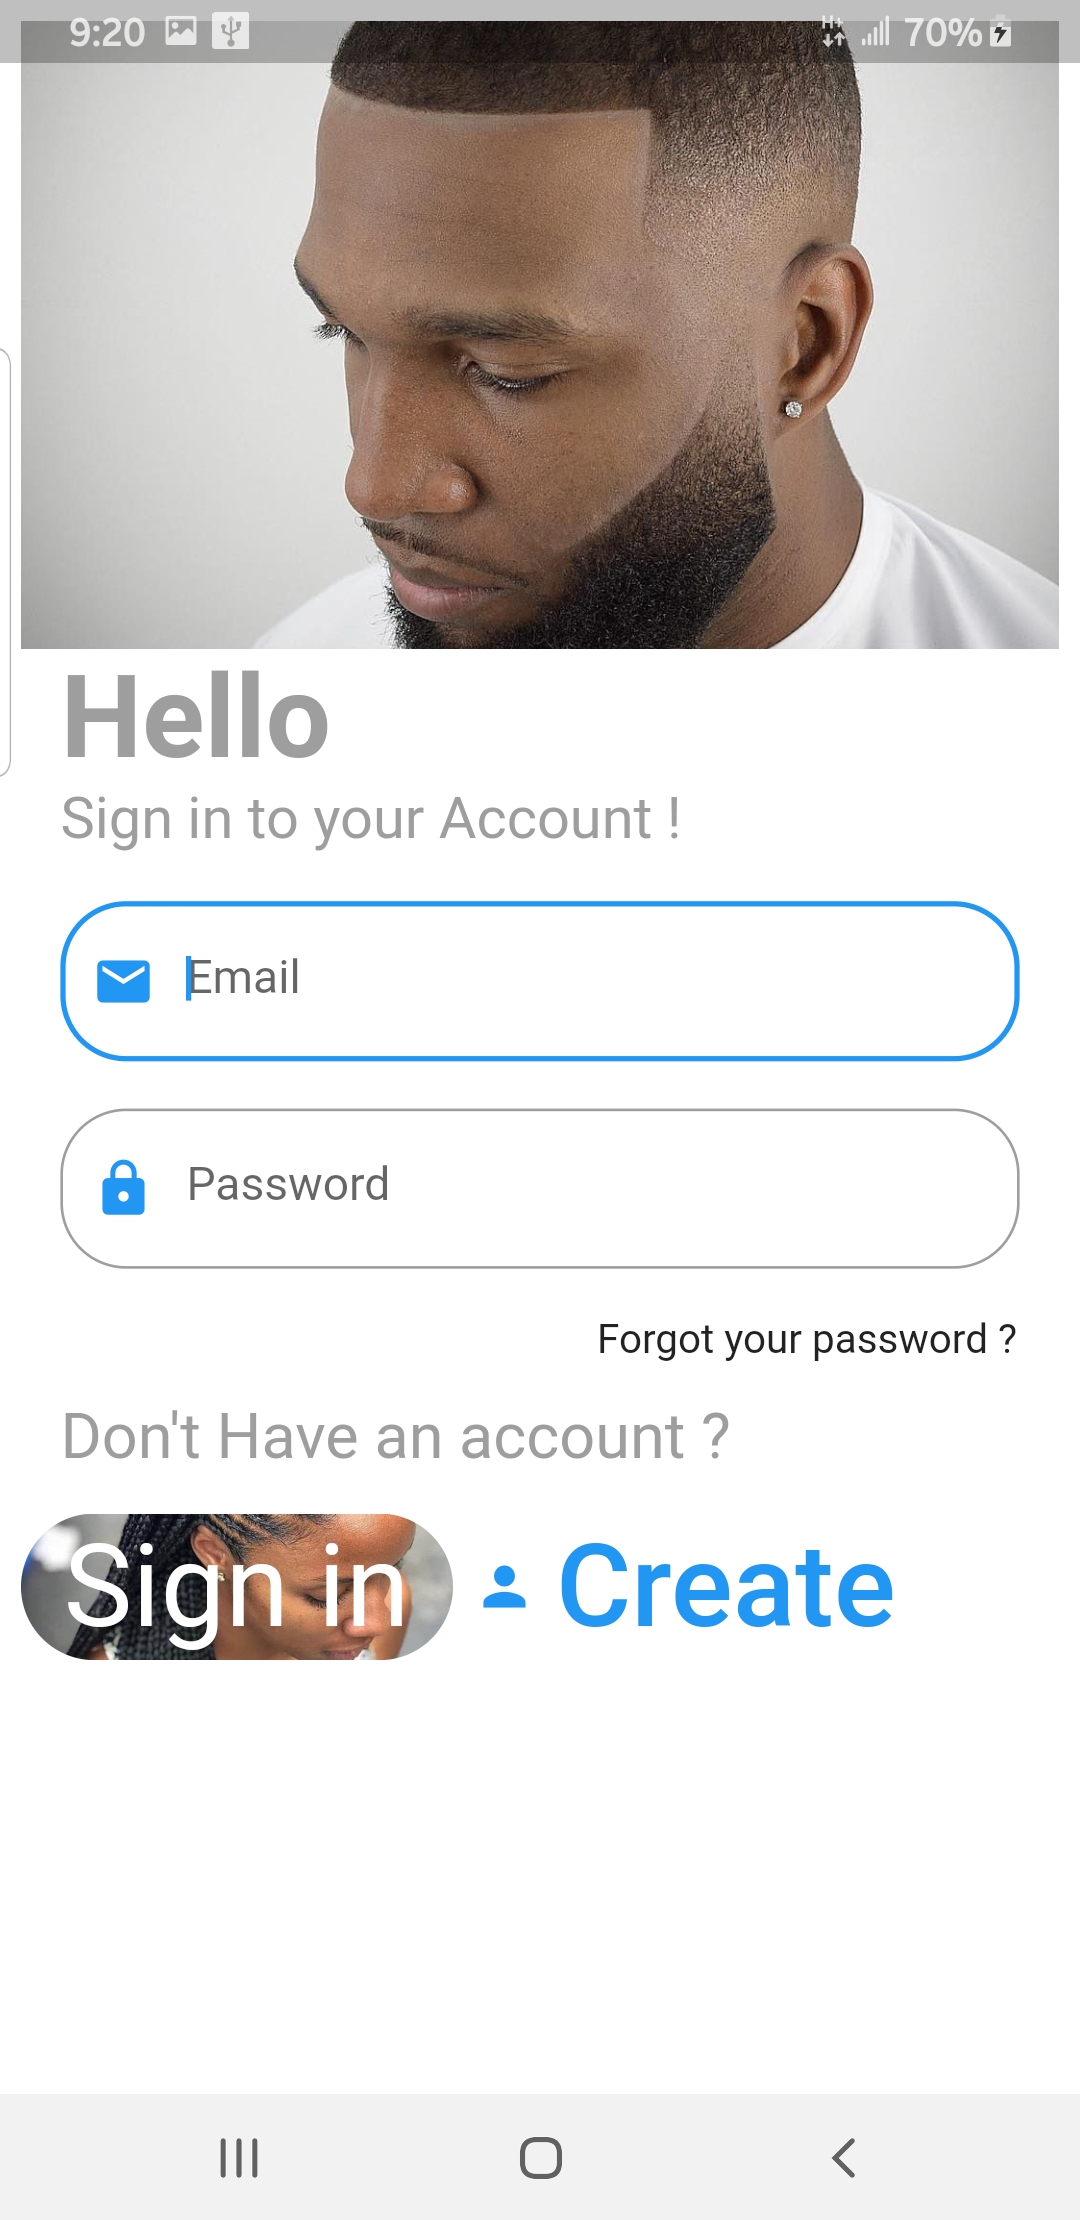 9:20 H+ 70%
Hello
Sign in to your Account !
Email
Password
Forgot your password ?
Don't Have an account ?
Sign in Create